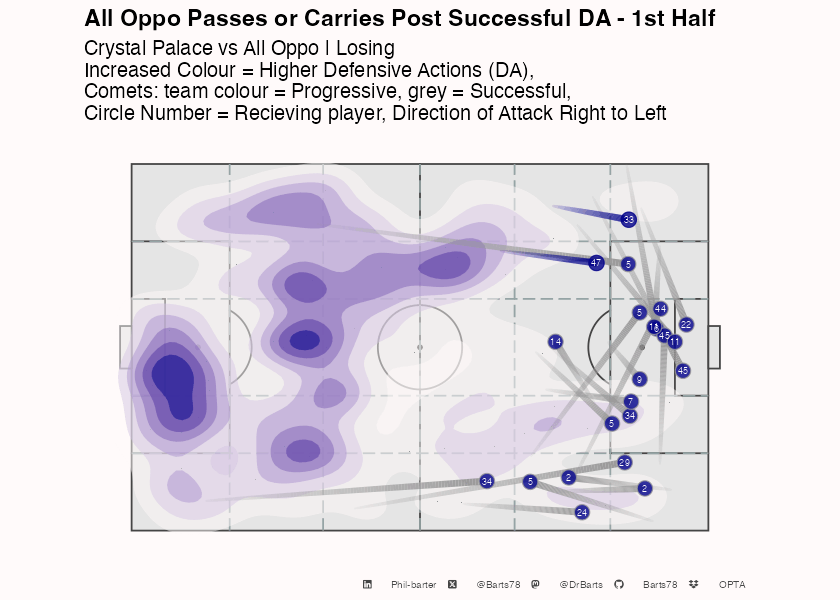 All Oppo Passes or Carries Post Successful DA - 1st Half
Crystal Palace vs All Oppo | Losing
Increased Colour = Higher Defensive Actions (DA),
Comets: team colour = Progressive, grey = Successful,
Circle Number = Recieving player, Direction of Attack Right to Left
33
47
5
5
44
22
45
11
14
45
9
7
34
5
29
34
5
2
2
24
Phil-barter
@Barts78
@DrBarts
Barts78
OPTA